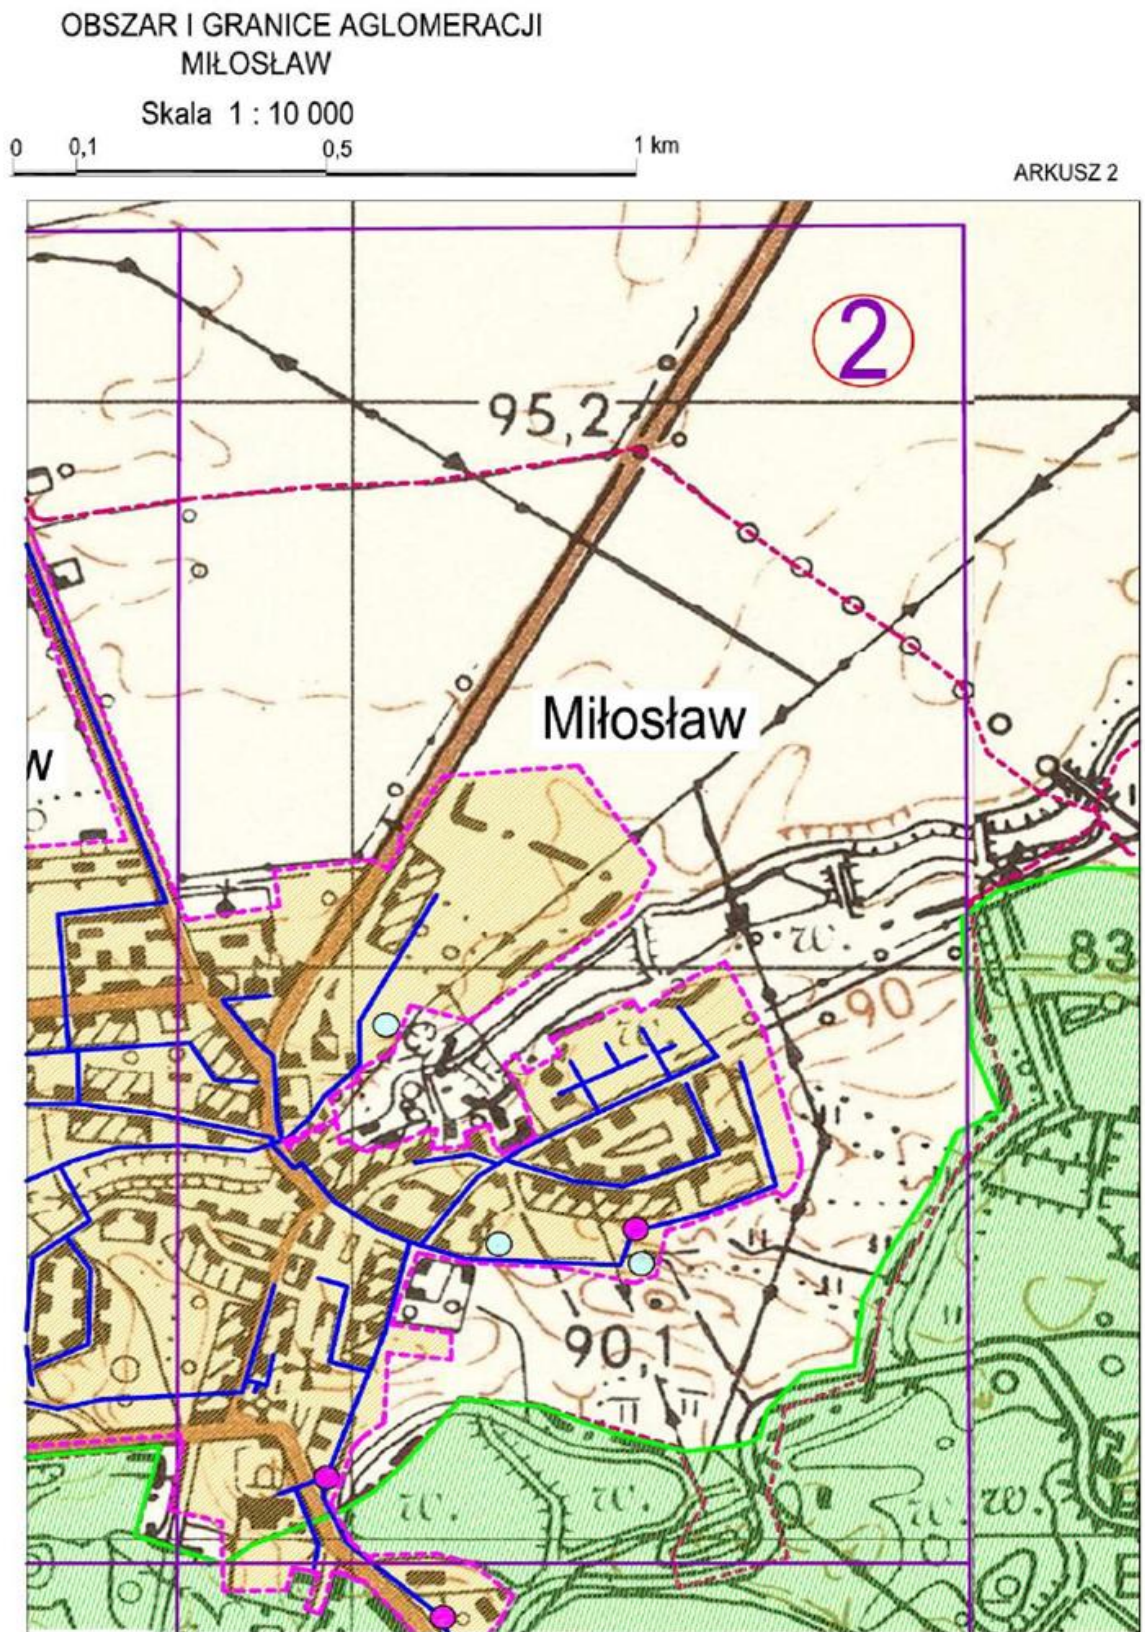 OBSZAR I GRANICE AGLOMERACJI
MIŁOSŁAW
Skala 1 : 10 000
0 0,1 0,5 1 km
ARKUSZ 2
2
95,2
Miłosław
w
w.
83
90
w.
90,1
w. w. w. w.